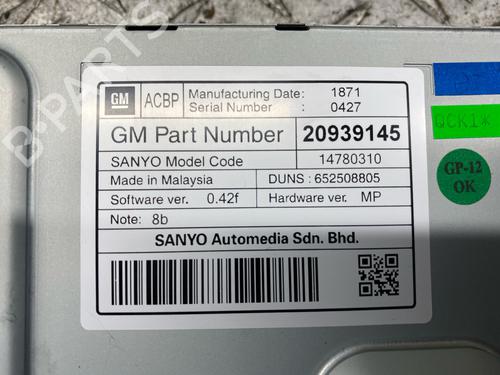 B-PARTS
GM ACBP Manufacturing Date: 1871
Serial Number : 0427
GM Part Number 20939145
SANYO Model Code 14780310
Made in Malaysia DUNS : 652508805
Software ver. 0.42f Hardware ver. MP
Note: 8b
SANYO Automedia Sdn. Bhd.
QCK1*
GP-12
OK